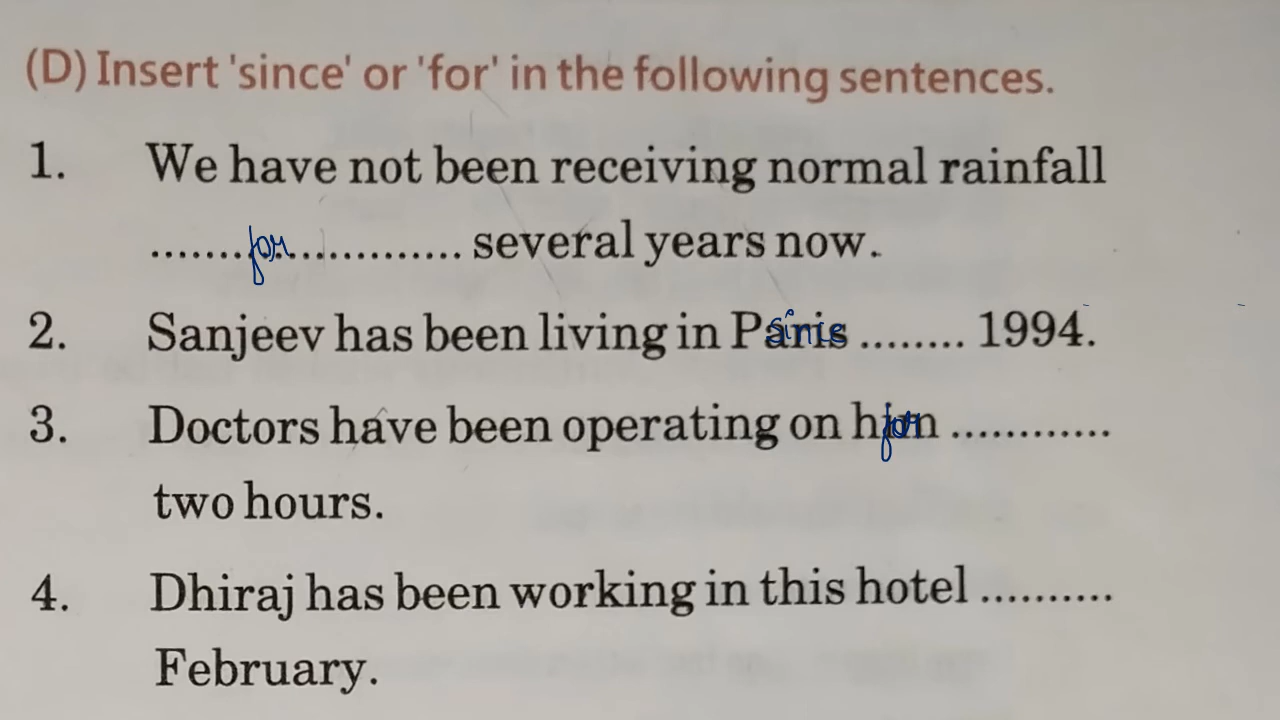 (D) Insert 'since' or 'for' in the following sentences.
1. We have not been receiving normal rainfall
.......for.............. several years now.
2. Sanjeev has been living in Paris since ........ 1994.
3. Doctors have been operating on him for ............
two hours.
4. Dhiraj has been working in this hotel ..........
February.